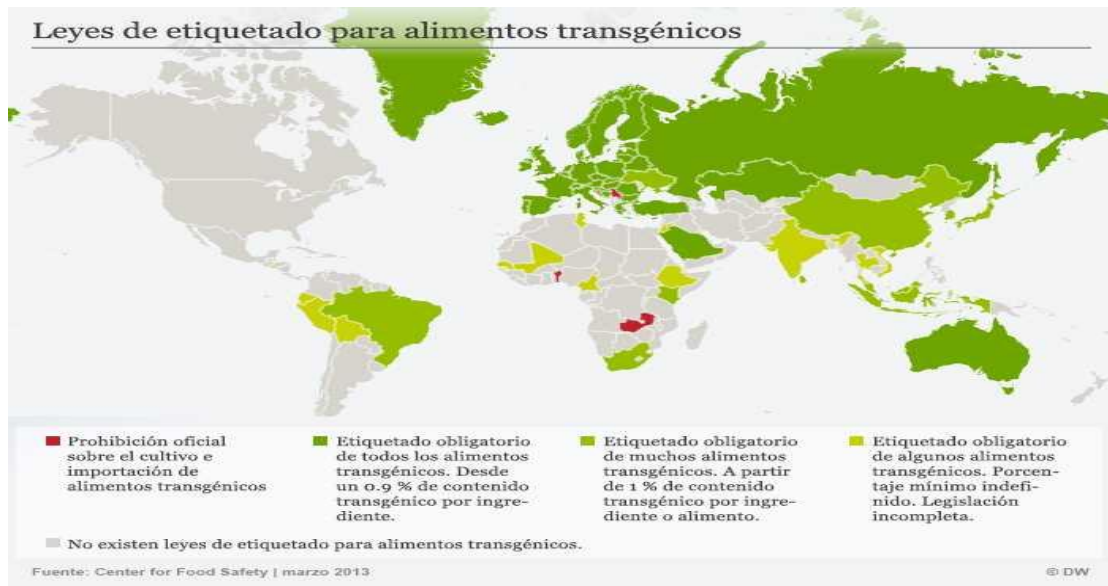 Leyes de etiquetado para alimentos transgénicos
Prohibición oficial
sobre el cultivo e
importación de
alimentos transgénicos
Etiquetado obligatorio
de todos los alimentos
transgénicos. Desde
un 0.9 % de contenido
transgénico por ingre-
diente.
Etiquetado obligatorio
de muchos alimentos
transgénicos. A partir
de 1 % de contenido
transgénico por ingre-
diente o alimento.
Etiquetado obligatorio
de algunos alimentos
transgénicos. Porcen-
taje mínimo indefi-
nido. Legislación
incompleta.
No existen leyes de etiquetado para alimentos transgénicos.
Fuente: Center for Food Safety | marzo 2013
© DW